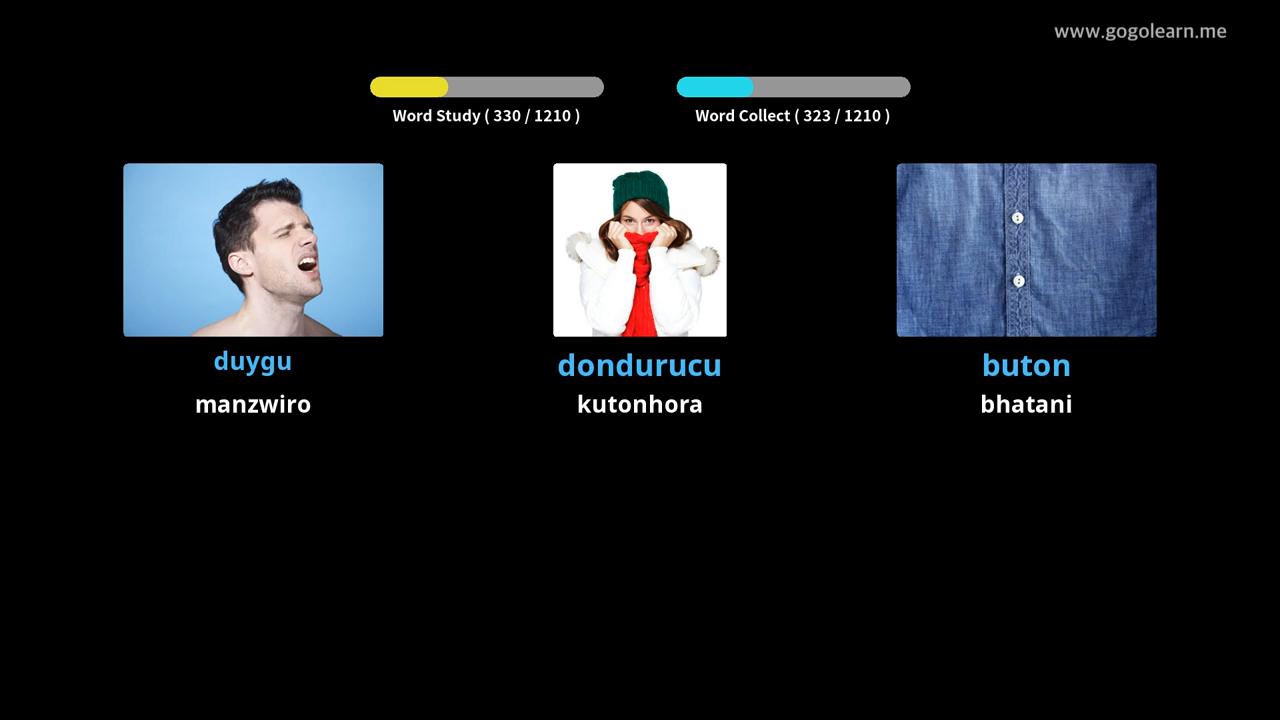 www.gogolearn.me
Word Study ( 330 / 1210 )
Word Collect ( 323 / 1210 )
duygu
manzwiro
dondurucu
kutonhora
buton
bhatani